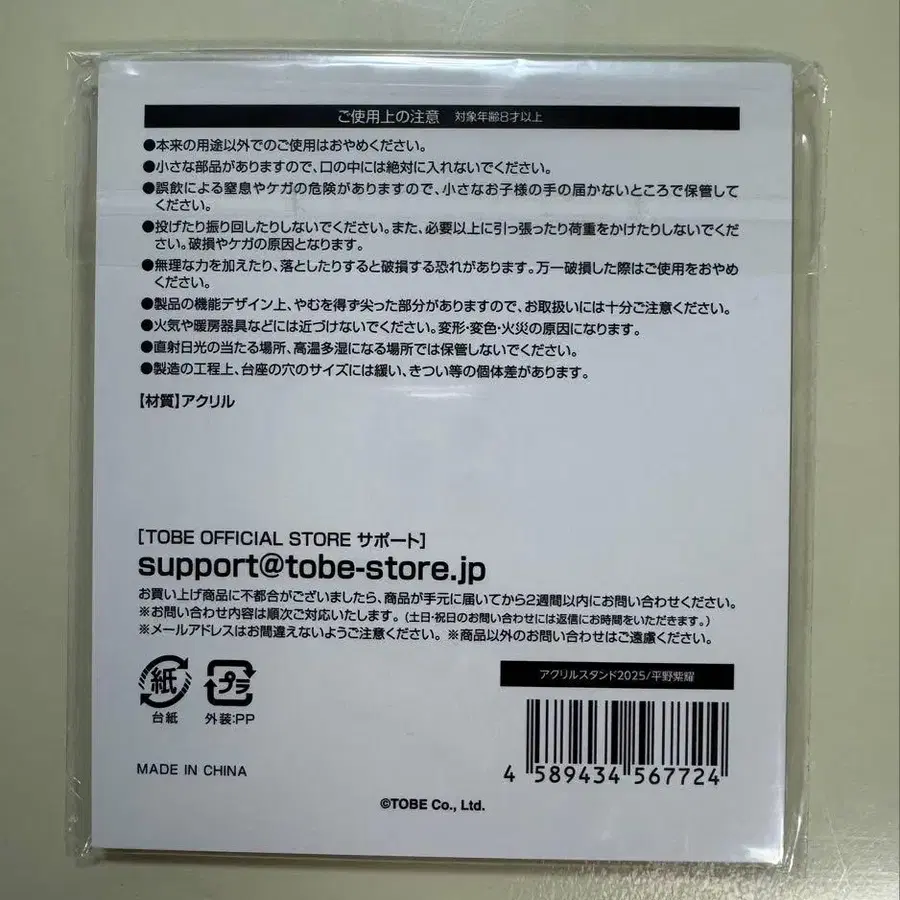 ご使用上の注意 対象年齢8才以上
●本来の用途以外でのご使用はおやめください。
●小さな部品がありますので、口の中には絶対に入れないでください。
●誤飲による窒息やケガの危険がありますので、小さなお子様の手の届かないところで保管して
ください。
●投げたり振り回したりしないでください。また、必要以上に引っ張ったり荷重をかけたりしないでくだ
さい。破損やケガの原因となります。
●無理な力を加えたり、落としたりすると破損する恐れがあります。万一破損した際はご使用をおやめ
ください。
●製品の機能デザイン上、やむを得ず尖った部分がありますので、お取扱いには十分ご注意ください。
●火気や暖房器具などには近づけないでください。変形・変色・火災の原因になります。
●直射日光の当たる場所、高温多湿になる場所では保管しないでください。
●製造の工程上、台座の穴のサイズには緩い、きつい等の個体差があります。
【材質】アクリル
[TOBE OFFICIAL STORE サポート]
support@tobe-store.jp
お買い上げ商品に不都合がございましたら、商品が手元に届いてから2週間以内にお問い合わせください。
※お問い合わせ内容は順次ご対応いたします。(土日・祝日のお問い合わせには返信にお時間をいただきます。)
※メールアドレスはお間違えないようご注意ください。※商品以外のお問い合わせはご遠慮ください。
紙 プラ
台紙 外装:PP
アクリルスタンド2025/平野紫耀
4 589434 567724
MADE IN CHINA
©TOBE Co., Ltd.